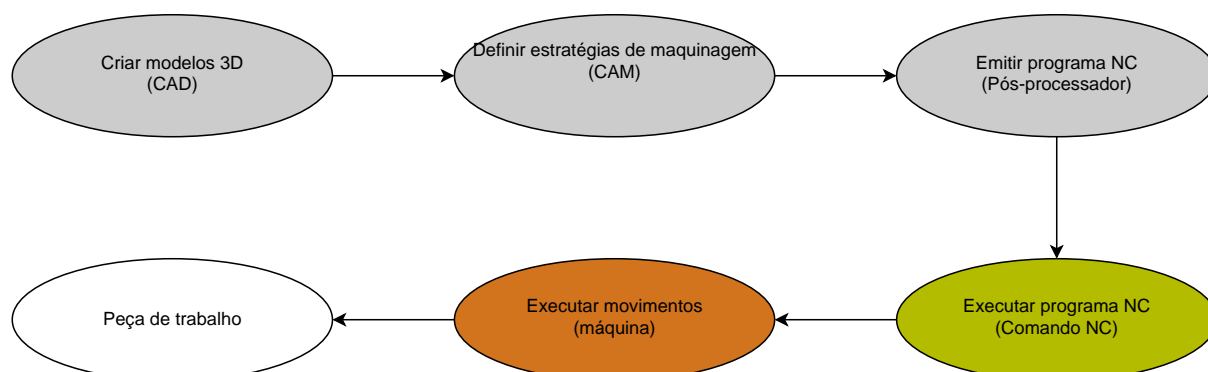 Criar modelos 3D
(CAD)
Definir estratégias de maquinagem
(CAM)
Emitir programa NC
(Pós-processador)
Peça de trabalho
Executar movimentos
(máquina)
Executar programa NC
(Comando NC)